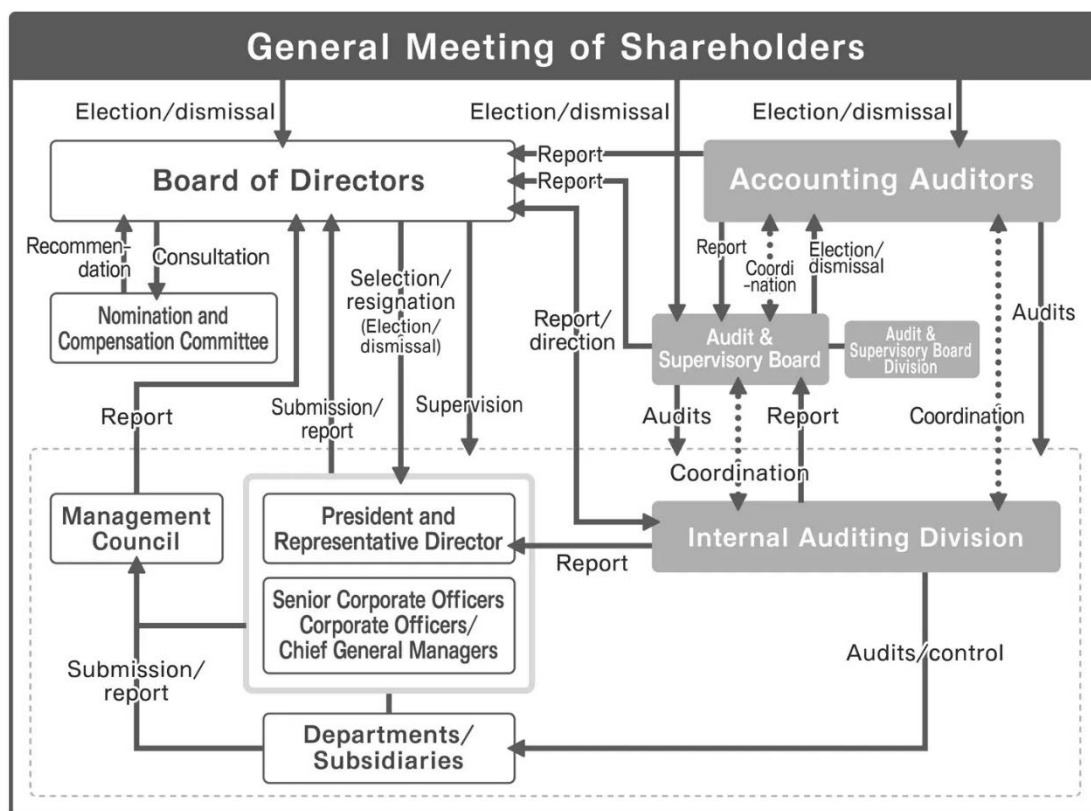 General Meeting of Shareholders
Election/dismissal
Election/dismissal
Election/dismissal
Board of Directors
Report
Report
Accounting Auditors
Recommen-
dation
Consultation
Selection/
resignation
(Election/
dismissal)
Report/
direction
Report
Coordi
-nation
Election/
dismissal
Audits
Nomination and
Compensation Committee
Audit &
Supervisory Board
Audit &
Supervisory Board
Division
Report
Submission/
report
Supervision
Audits
Report
Coordination
Coordination
Management
Council
President and
Representative Director
Report
Internal Auditing Division
Senior Corporate Officers
Corporate Officers/
Chief General Managers
Submission/
report
Audits/control
Departments/
Subsidiaries